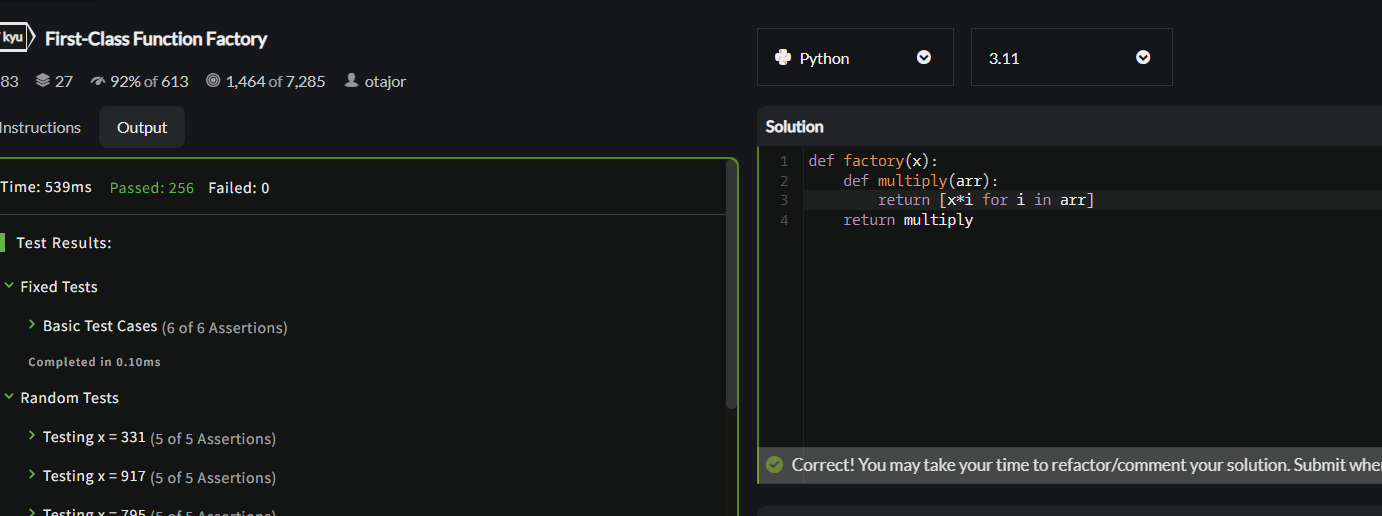 kyu First-Class Function Factory
83 27 92% of 613 1,464 of 7,285 otajor
Instructions Output
Time: 539ms Passed: 256 Failed: 0
Test Results:
Fixed Tests
Basic Test Cases (6 of 6 Assertions)
Completed in 0.10ms
Random Tests
Testing x = 331 (5 of 5 Assertions)
Testing x = 917 (5 of 5 Assertions)
Testing x = 795 (5 of 5 Assertions)
Python 3.11
Solution
1 def factory(x):
2     def multiply(arr):
3         return [x*i for i in arr]
4     return multiply
Correct! You may take your time to refactor/comment your solution. Submit when